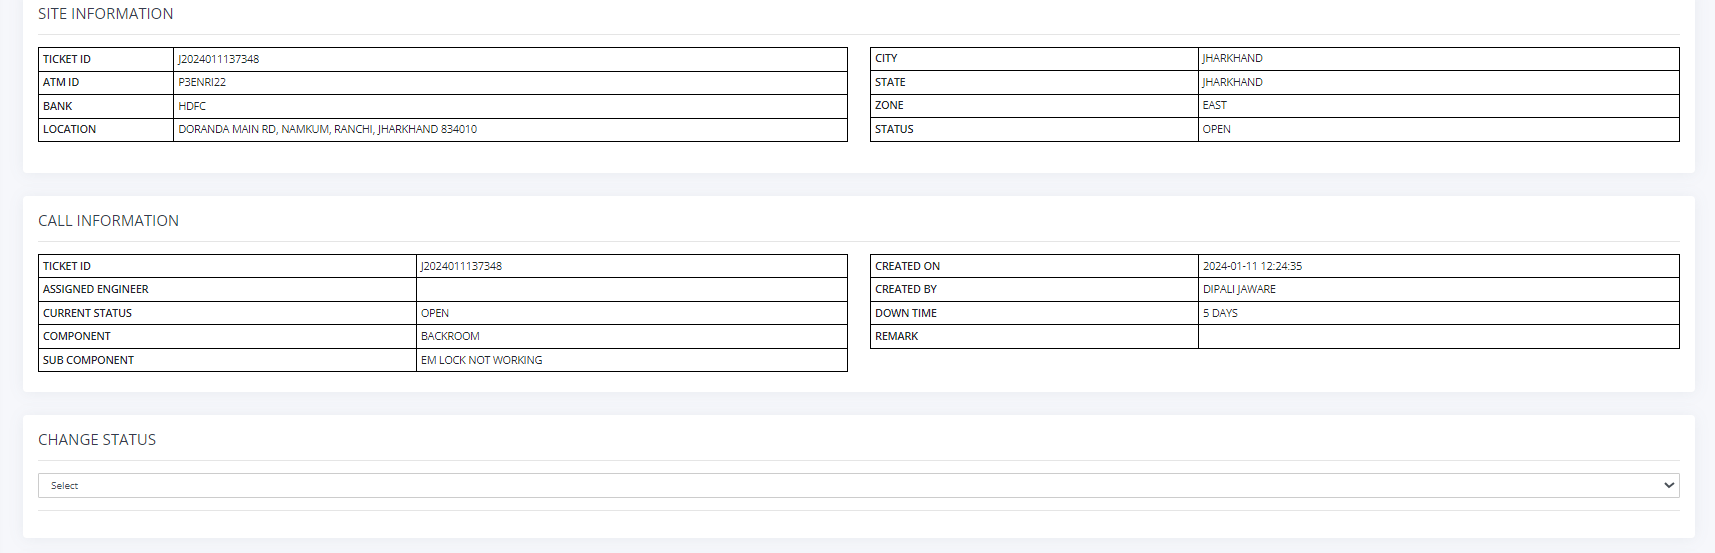 SITE INFORMATION
TICKET ID J2024011137348
ATM ID P3ENRI22
BANK HDFC
LOCATION DORANDA MAIN RD, NAMKUM, RANCHI, JHARKHAND 834010
CITY JHARKHAND
STATE JHARKHAND
ZONE EAST
STATUS OPEN
CALL INFORMATION
TICKET ID J2024011137348
ASSIGNED ENGINEER
CURRENT STATUS OPEN
COMPONENT BACKROOM
SUB COMPONENT EM LOCK NOT WORKING
CREATED ON 2024-01-11 12:24:35
CREATED BY DIPALI JAWARE
DOWN TIME 5 DAYS
REMARK
CHANGE STATUS
Select